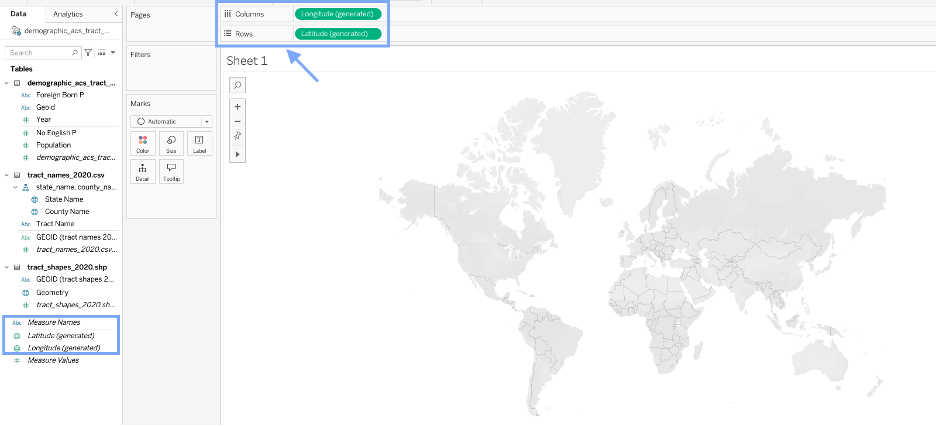 Data
Analytics
demographic_acs_tract_...
Search
Tables
demographic_acs_tract_...
Abc Foreign Born P
Abc Geoid
Year
No English P
Population
demographic_acs_trac...
tract_names_2020.csv
state_name, county_na...
State Name
County Name
Abc Tract Name
Abc GEOID (tract names 20...
tract_names_2020.csv...
tract_shapes_2020.shp
Abc GEOID (tract shapes 2...
Geometry
tract_shapes_2020.sh...
Abc Measure Names
Latitude (generated)
Longitude (generated)
Measure Values
Pages
Filters
Marks
Automatic
Color
Size
Label
Detail
Tooltip
Columns
Longitude (generated)
Rows
Latitude (generated)
Sheet 1